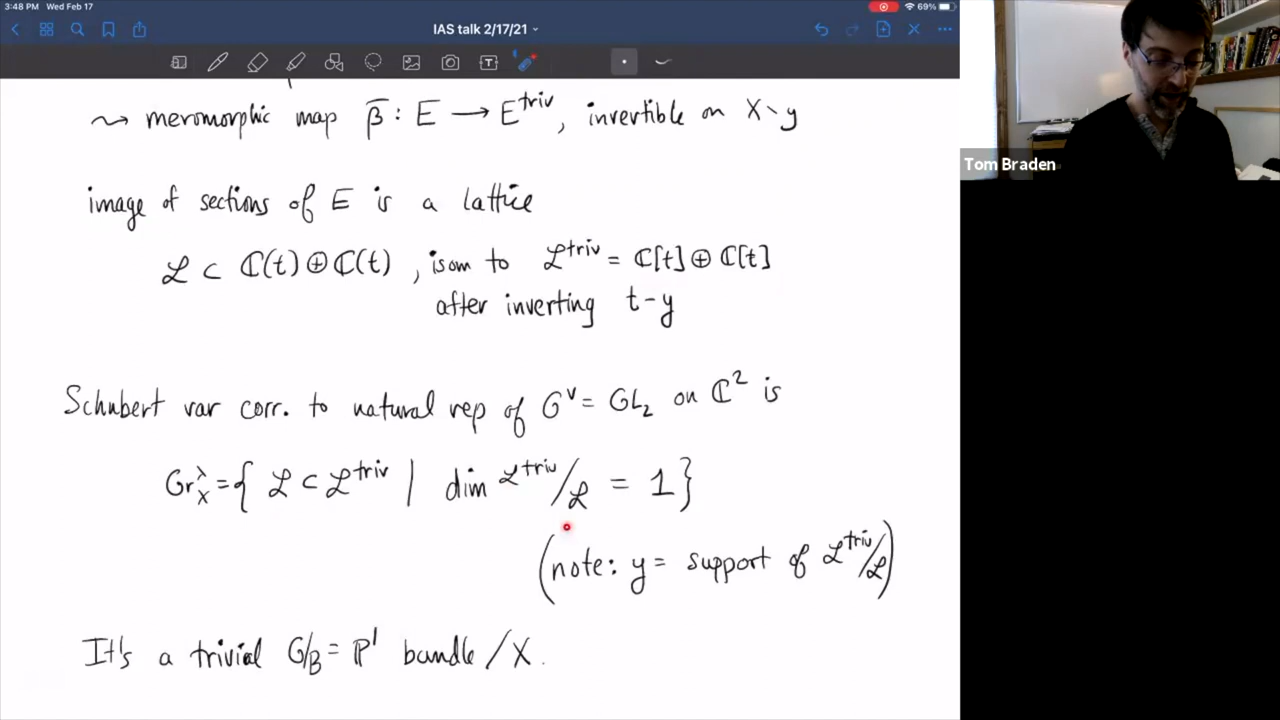 3:48 PM Wed Feb 17
69%
IAS talk 2/17/21
⇝ meromorphic map β̄ : E ⟶ E^triv, invertible on X∖y
image of sections of E is a lattice
ℒ ⊂ ℂ(t) ⊕ ℂ(t), isom to ℒ^triv = ℂ[t] ⊕ ℂ[t]
after inverting t-y
Schubert var corr. to natural rep of G^∨ = GL₂ on ℂ² is
Gr^λ_X = { ℒ ⊂ ℒ^triv | dim ℒ^triv/ℒ = 1 }
(note: y = support of ℒ^triv/ℒ)
It's a trivial G/B = ℙ¹ bundle / X.
Tom Braden